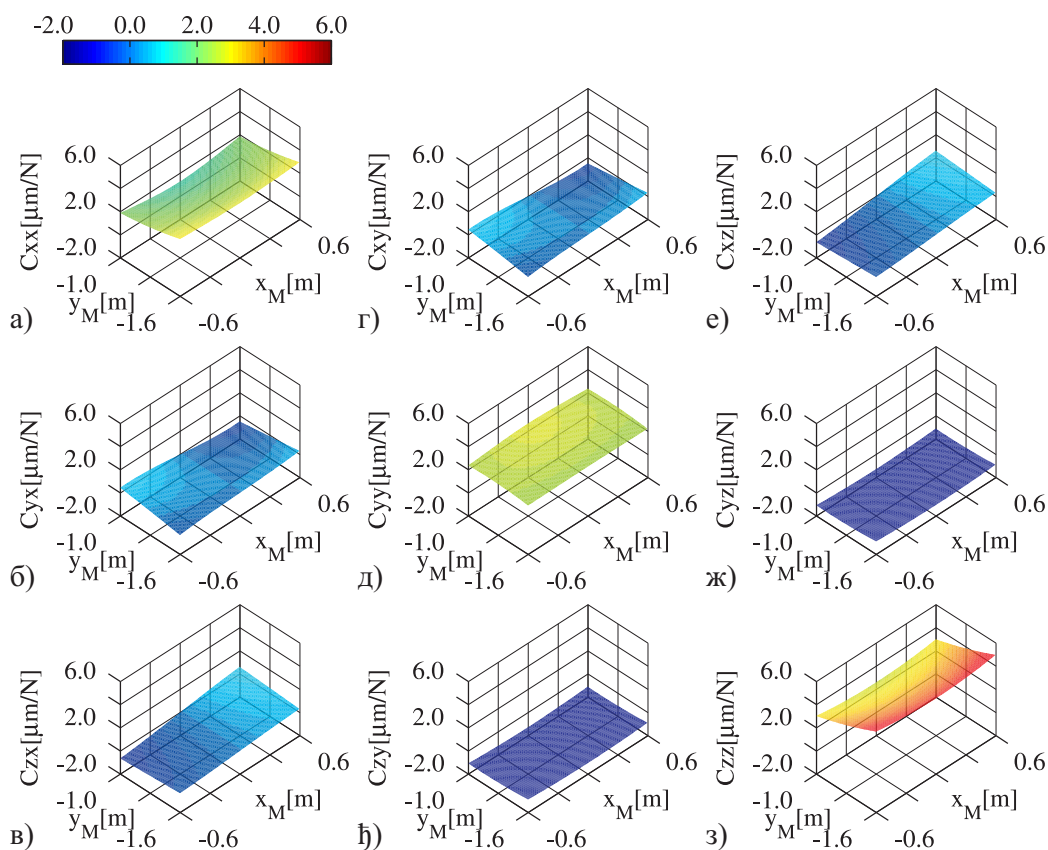 -2.0 0.0 2.0 4.0 6.0
Cxx[µm/N]
6.0
2.0
-2.0
-1.0
y_M[m]
-1.6
-0.6
x_M[m]
0.6
а)
Cxy[µm/N]
6.0
2.0
-2.0
-1.0
y_M[m]
-1.6
-0.6
x_M[m]
0.6
г)
Cxz[µm/N]
6.0
2.0
-2.0
-1.0
y_M[m]
-1.6
-0.6
x_M[m]
0.6
е)
Cyx[µm/N]
6.0
2.0
-2.0
-1.0
y_M[m]
-1.6
-0.6
x_M[m]
0.6
б)
Cyy[µm/N]
6.0
2.0
-2.0
-1.0
y_M[m]
-1.6
-0.6
x_M[m]
0.6
д)
Cyz[µm/N]
6.0
2.0
-2.0
-1.0
y_M[m]
-1.6
-0.6
x_M[m]
0.6
ж)
Czx[µm/N]
6.0
2.0
-2.0
-1.0
y_M[m]
-1.6
-0.6
x_M[m]
0.6
в)
Czy[µm/N]
6.0
2.0
-2.0
-1.0
y_M[m]
-1.6
-0.6
x_M[m]
0.6
ђ)
Czz[µm/N]
6.0
2.0
-2.0
-1.0
y_M[m]
-1.6
-0.6
x_M[m]
0.6
з)